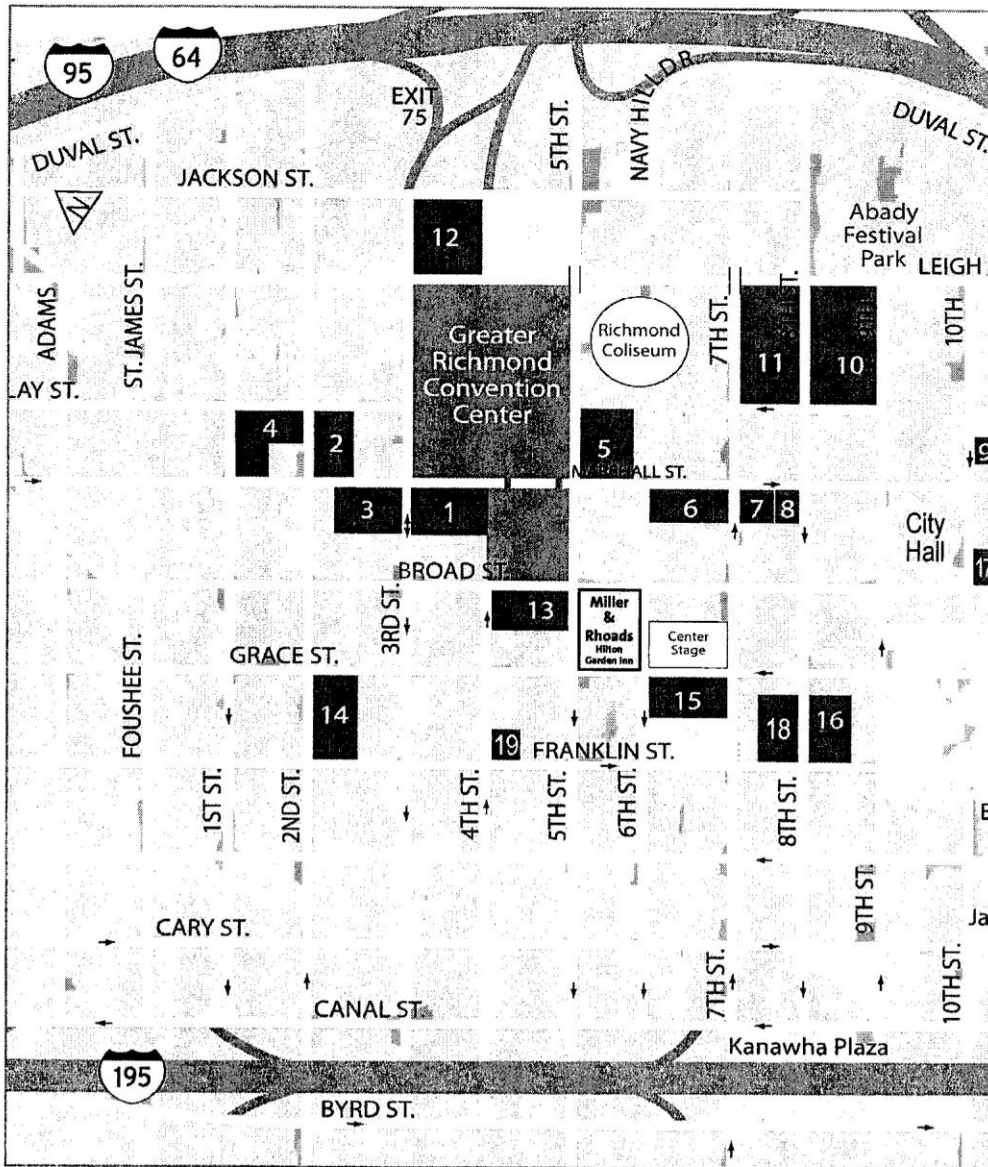 95
64
EXIT
75
5TH ST.
NAVY HILL DR.
DUVAL ST.
DUVAL ST.
JACKSON ST.
N
12
Abady
Festival
Park
LEIGH
ADAMS
ST. JAMES ST.
Greater
Richmond
Convention
Center
Richmond
Coliseum
7TH ST.
10TH
11
10
LAY ST.
4
2
5
9
MARSHALL ST.
3
1
6
7
8
City
Hall
17
BROAD ST.
3RD ST.
13
Miller
&
Rhoads
Hilton
Garden Inn
Center
Stage
GRACE ST.
FOUSHEE ST.
14
15
18
16
19
FRANKLIN ST.
1ST ST.
2ND ST.
4TH ST.
5TH ST.
6TH ST.
8TH ST.
9TH ST.
CARY ST.
Ja
7TH ST.
10TH ST.
CANAL ST.
Kanawha Plaza
195
BYRD ST.